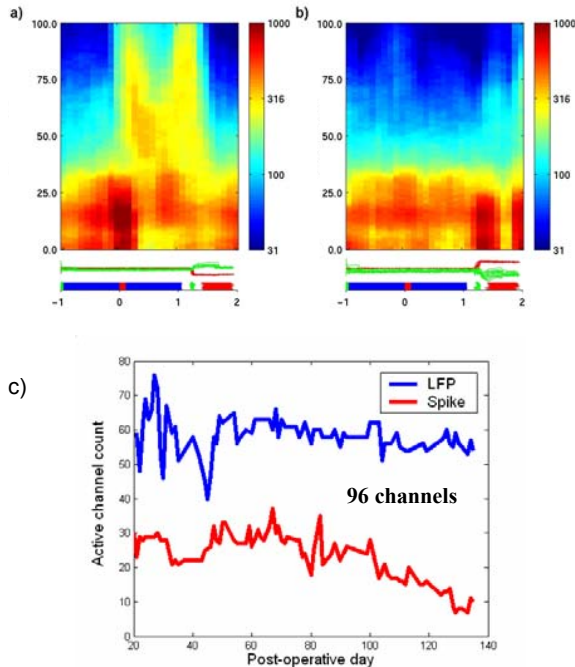 a)
100.0
75.0
50.0
25.0
0.0
1000
316
100
31
-1 0 1 2
b)
100.0
75.0
50.0
25.0
0.0
1000
316
100
31
-1 0 1 2
c)
80
70
60
50
40
30
20
10
0
Active channel count
LFP
Spike
96 channels
20 40 60 80 100 120 140
Post-operative day